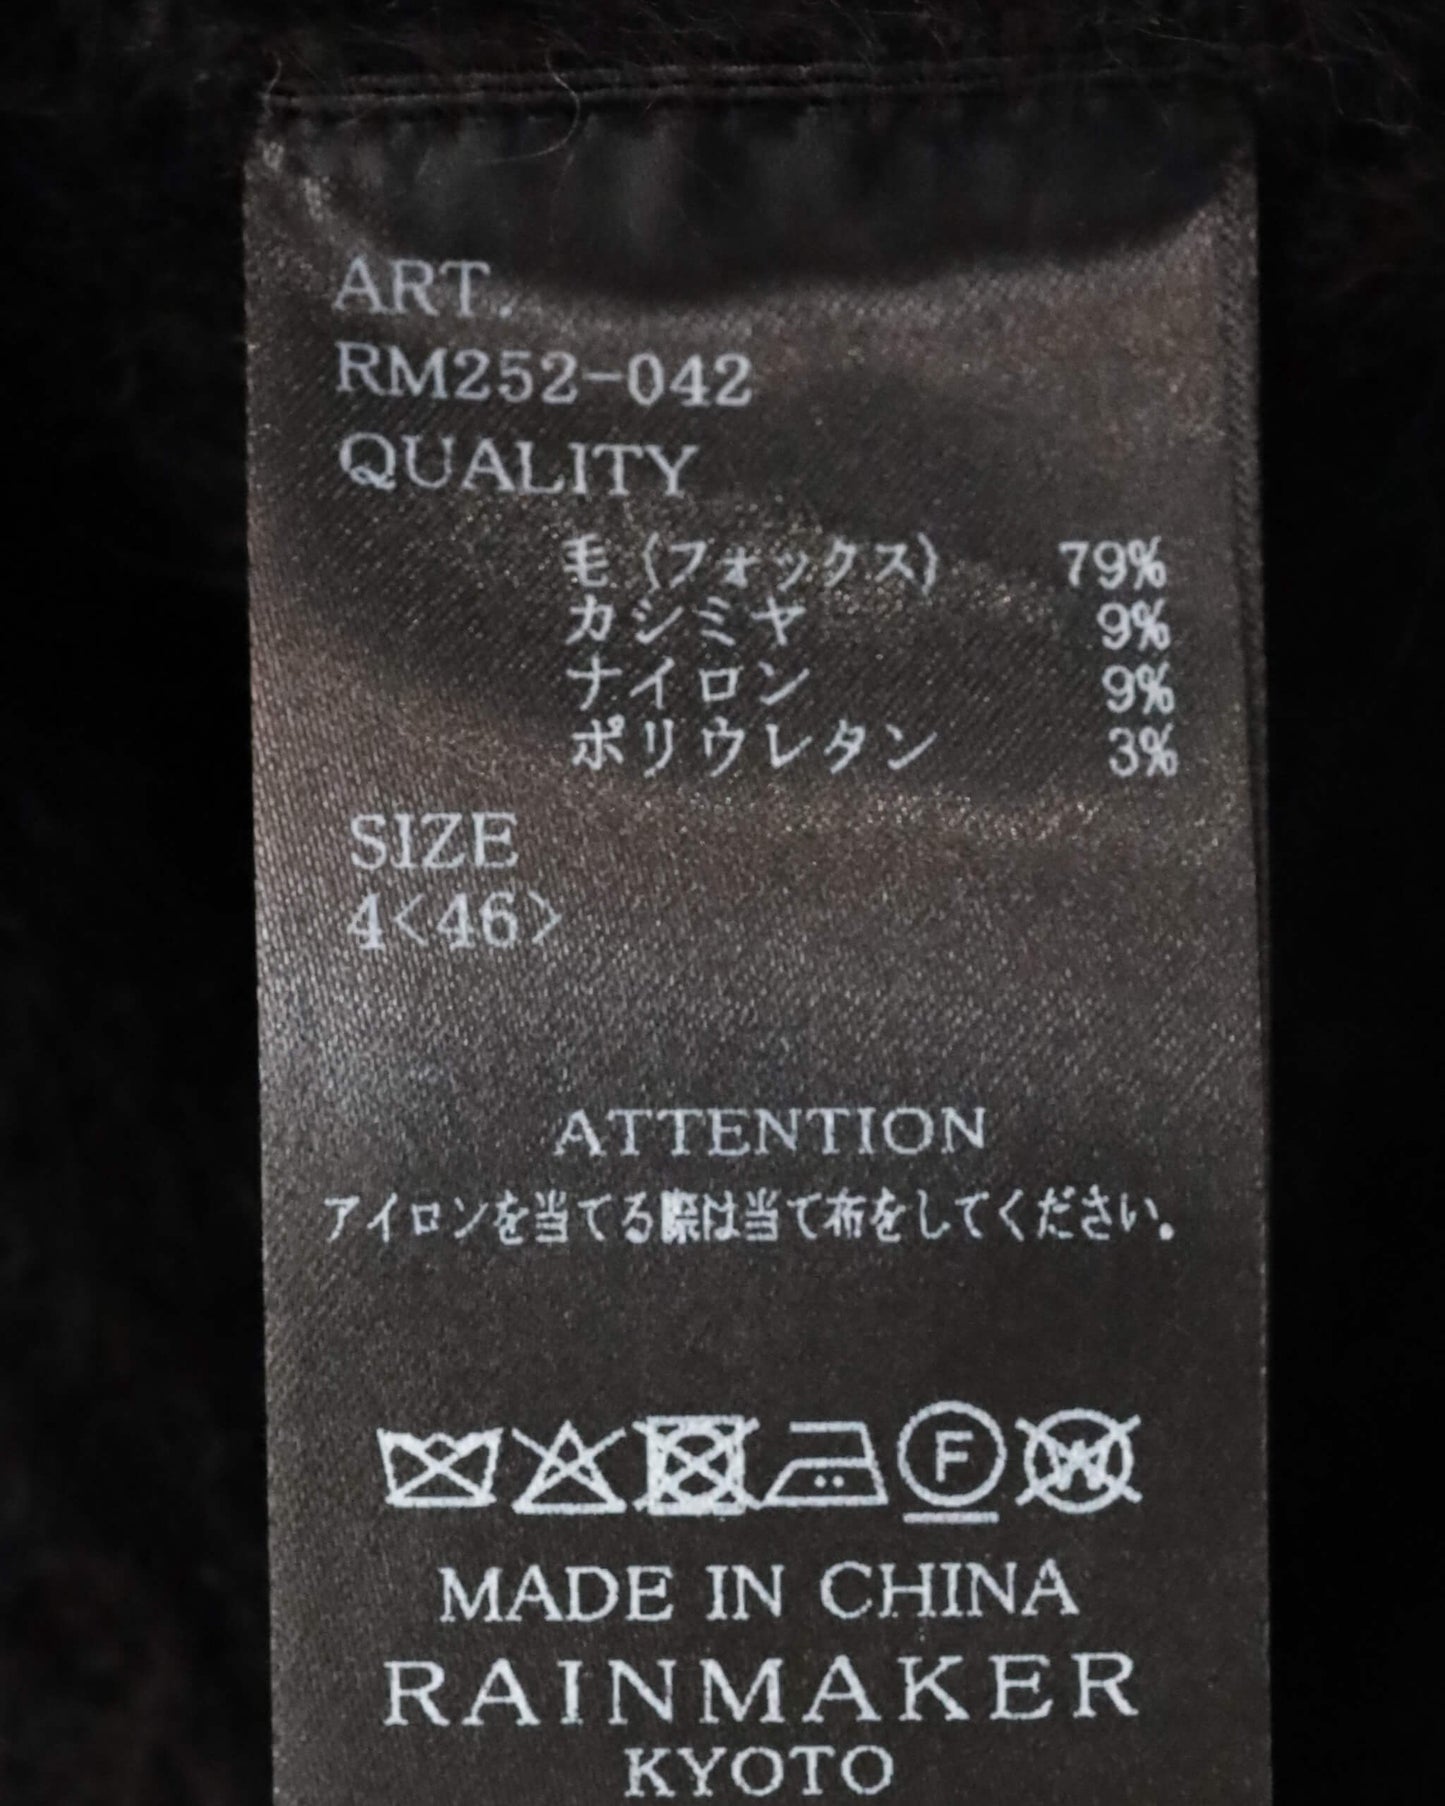 ART.
RM252-042
QUALITY
毛(フォックス) 79%
カシミヤ 9%
ナイロン 9%
ポリウレタン 3%
SIZE
4<46>
ATTENTION
アイロンを当てる際は当て布をしてください。
F W
MADE IN CHINA
RAINMAKER
KYOTO